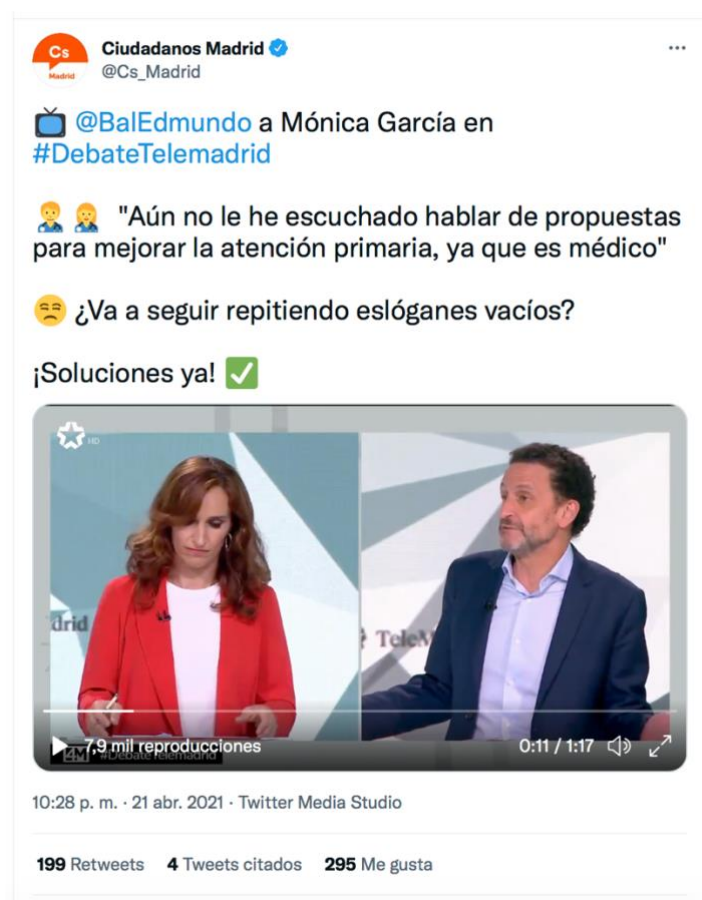 Cs
Madrid
Ciudadanos Madrid
@Cs_Madrid
@BalEdmundo a Mónica García en
#DebateTelemadrid
"Aún no le he escuchado hablar de propuestas
para mejorar la atención primaria, ya que es médico"
¿Va a seguir repitiendo eslóganes vacíos?
¡Soluciones ya!
HD
drid
TeleM
7,9 mil reproducciones
0:11 / 1:17
4M
#DebateTelemadrid
10:28 p. m. · 21 abr. 2021 · Twitter Media Studio
199 Retweets 4 Tweets citados 295 Me gusta